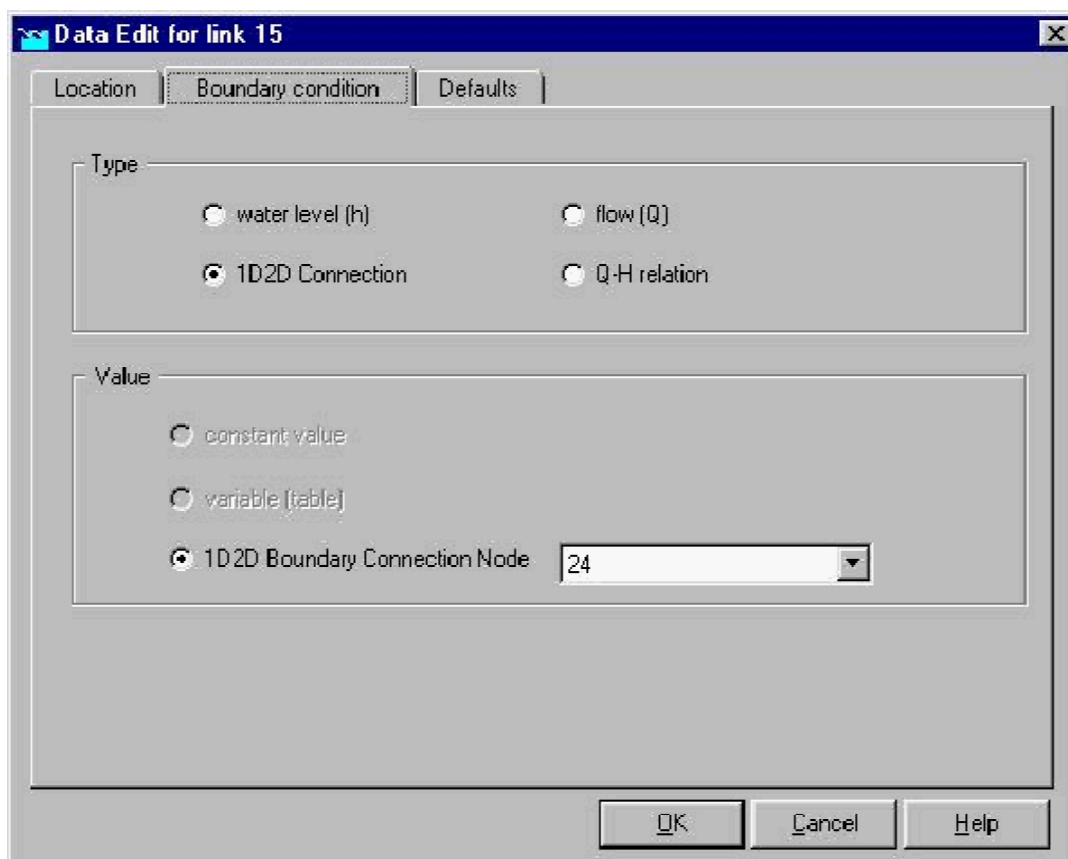 Data Edit for link 15
Location Boundary condition Defaults
Type
water level (h) flow (Q)
1D2D Connection Q-H relation
Value
constant value
variable (table)
1D2D Boundary Connection Node 24
OK Cancel Help